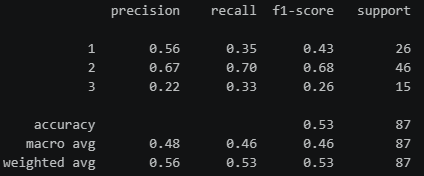 precision recall f1-score support
1 0.56 0.35 0.43 26
2 0.67 0.70 0.68 46
3 0.22 0.33 0.26 15
accuracy 0.53 87
macro avg 0.48 0.46 0.46 87
weighted avg 0.56 0.53 0.53 87